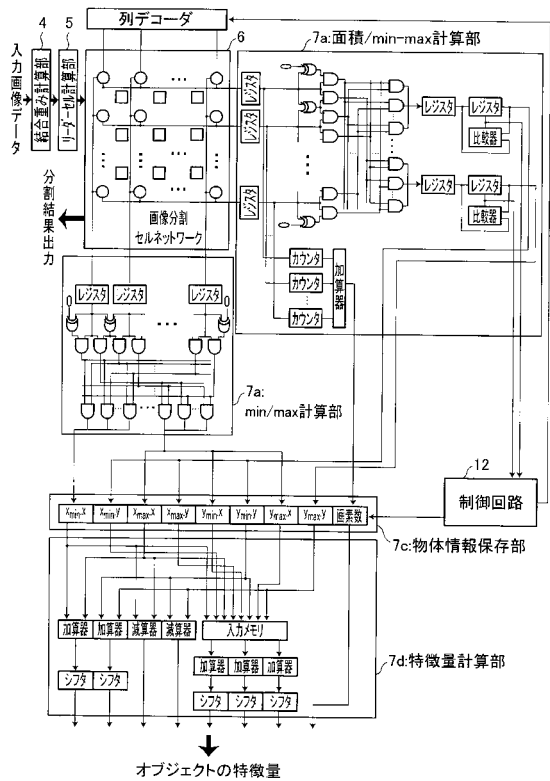 列デコーダ
4
5
6
7a:面積/min-max計算部
入力画像データ
結合重み計算部
リーダーセル計算部
レジスタ
レジスタ
レジスタ
レジスタ
レジスタ
比較器
レジスタ
レジスタ
比較器
分割結果出力
画像分割
セルネットワーク
カウンタ
カウンタ
カウンタ
加算器
レジスタ
レジスタ
レジスタ
7a:
min/max計算部
12
制御回路
xmin-x
xmin-y
xmax-x
xmax-y
ymin-x
ymin-y
ymax-x
ymax-y
画素数
7c:物体情報保存部
加算器
加算器
減算器
減算器
入力メモリ
7d:特徴量計算部
加算器
加算器
加算器
シフタ
シフタ
シフタ
シフタ
シフタ
オブジェクトの特徴量